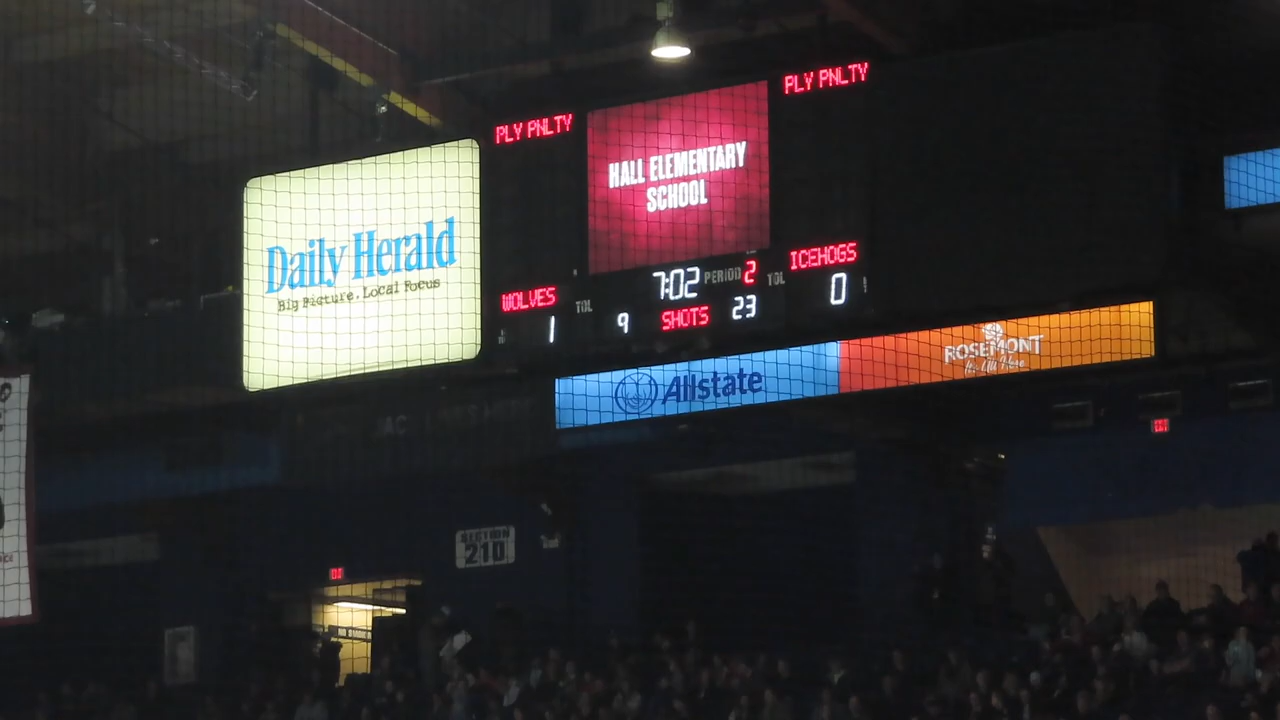 PLY PNLTY
PLY PNLTY
HALL ELEMENTARY
SCHOOL
Daily Herald
Big Picture. Local Focus
WOLVES
TOL
7:02
PERIOD 2
TOL
ICEHOGS
1
9
SHOTS
23
0
Allstate
ROSEMONT
SECTION
210